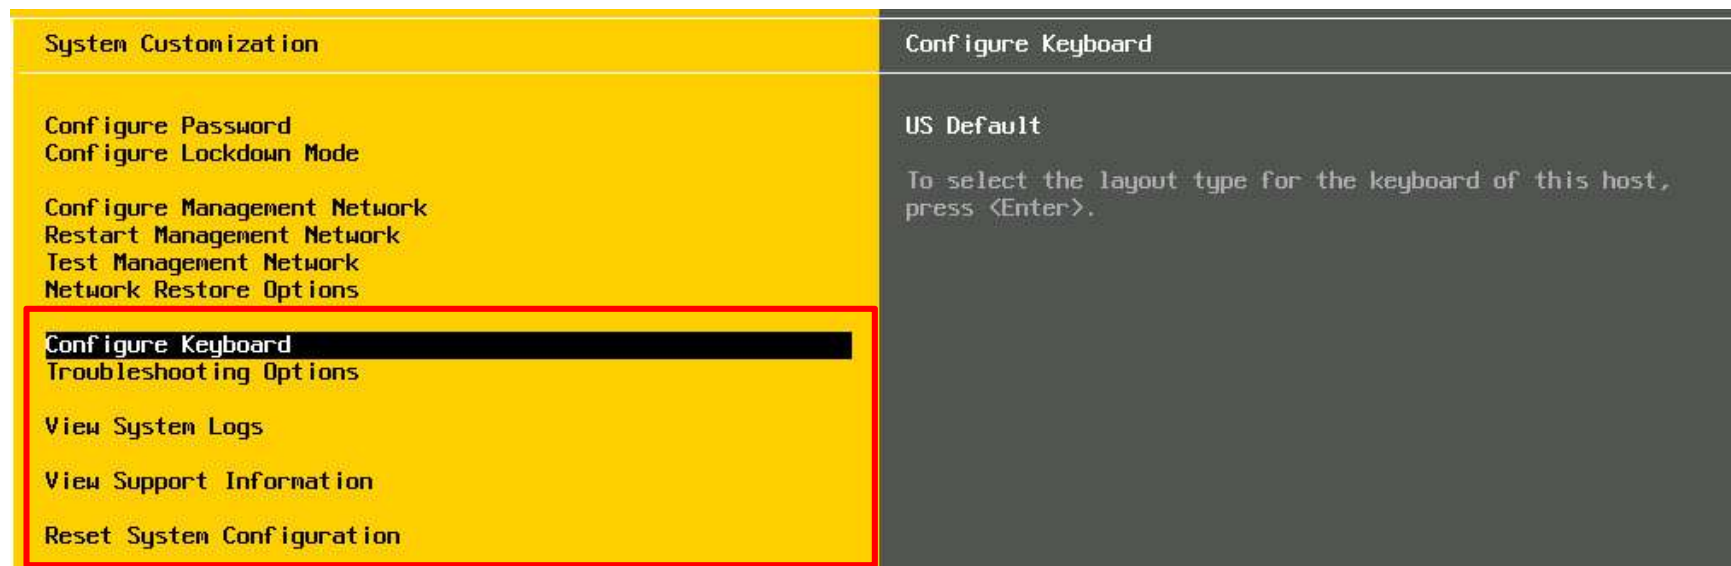 System Customization
Configure Password
Configure Lockdown Mode
Configure Management Network
Restart Management Network
Test Management Network
Network Restore Options
Configure Keyboard
Troubleshooting Options
View System Logs
View Support Information
Reset System Configuration
Configure Keyboard
US Default
To select the layout type for the keyboard of this host,
press <Enter>.